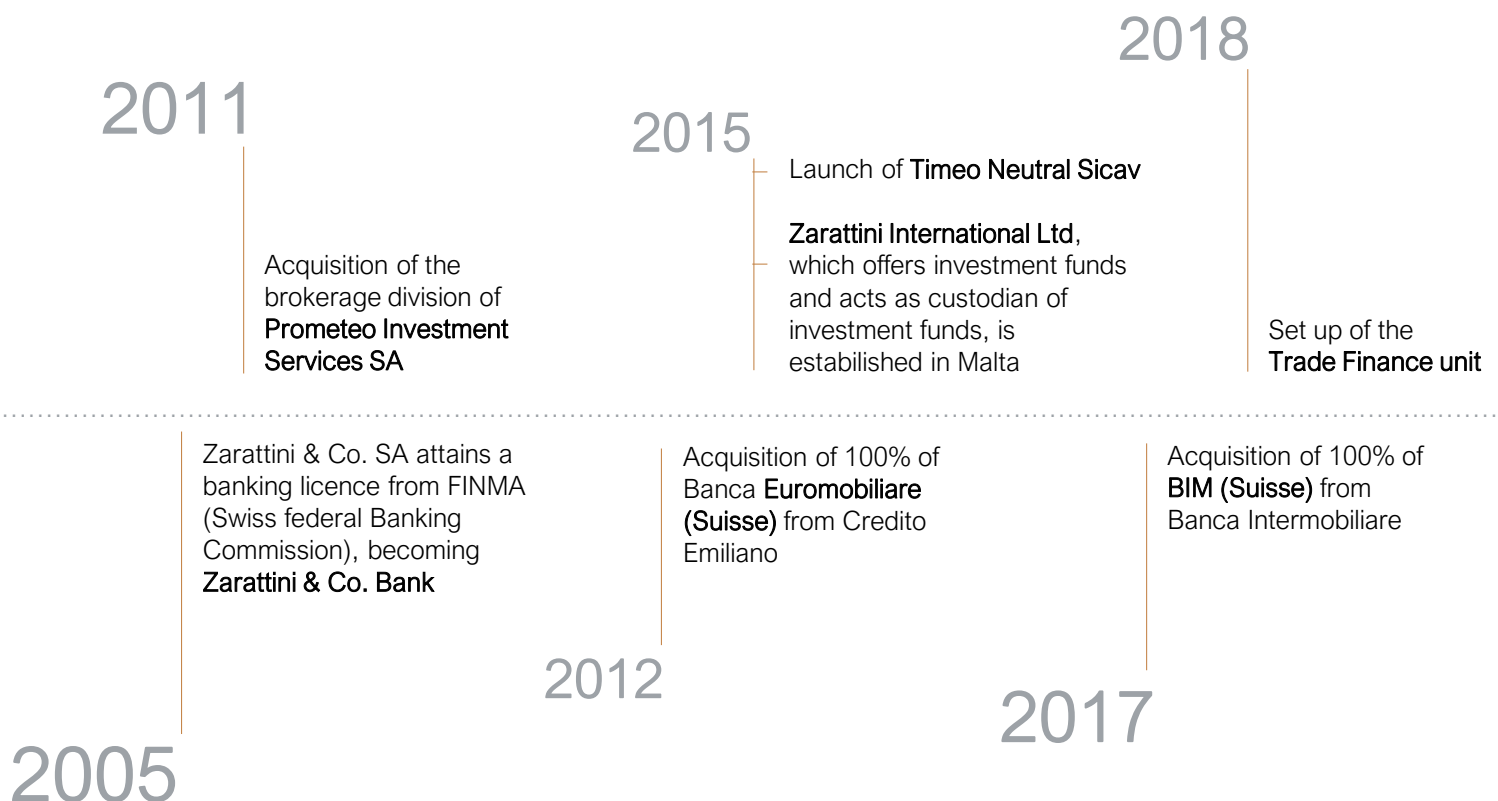 2011
Acquisition of the
brokerage division of
Prometeo Investment
Services SA
2015
Launch of Timeo Neutral Sicav
Zarattini International Ltd,
which offers investment funds
and acts as custodian of
investment funds, is
estabilished in Malta
2018
Set up of the
Trade Finance unit
Zarattini & Co. SA attains a
banking licence from FINMA
(Swiss federal Banking
Commission), becoming
Zarattini & Co. Bank
2005
Acquisition of 100% of
Banca Euromobiliare
(Suisse) from Credito
Emiliano
2012
Acquisition of 100% of
BIM (Suisse) from
Banca Intermobiliare
2017